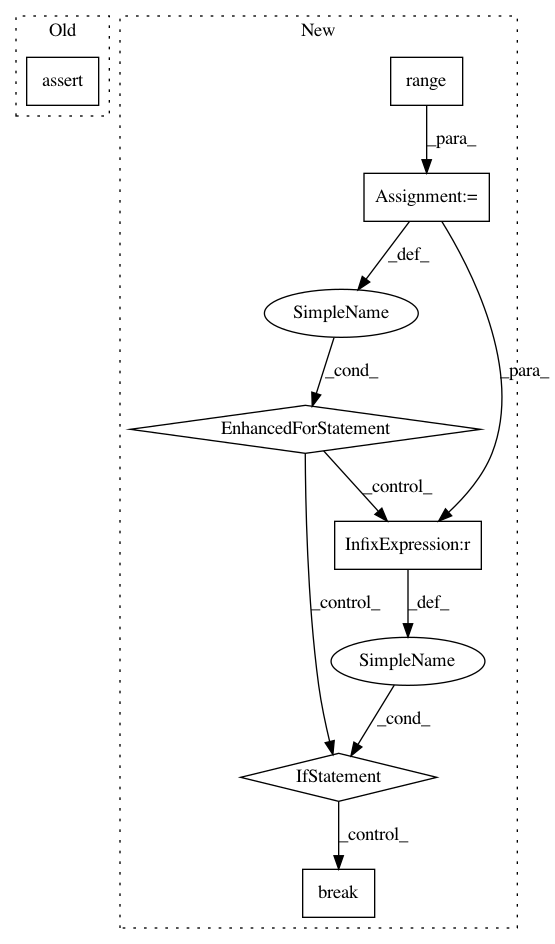 Old
New
assert
range
_para_
Assignment:=
_def_
SimpleName
_cond_
_para_
EnhancedForStatement
_control_
InfixExpression:r
_control_
_def_
SimpleName
_cond_
IfStatement
_control_
break